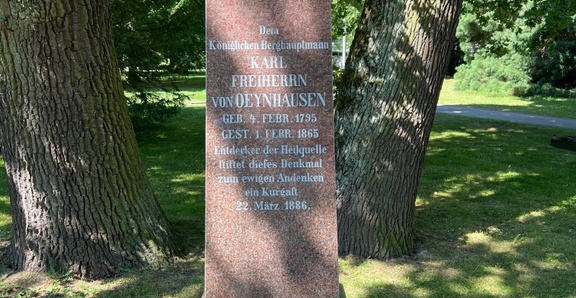 Dem
Königlichen Berghauptmann
KARL
FREIHERRN
VON OEYNHAUSEN
GEB. 4. FEBR. 1795
GEST. 1. FEBR. 1865
Entdecker der Heilquelle
stiftet dieses Denkmal
zum ewigen Andenken
ein Kurgast
22. März 1886.